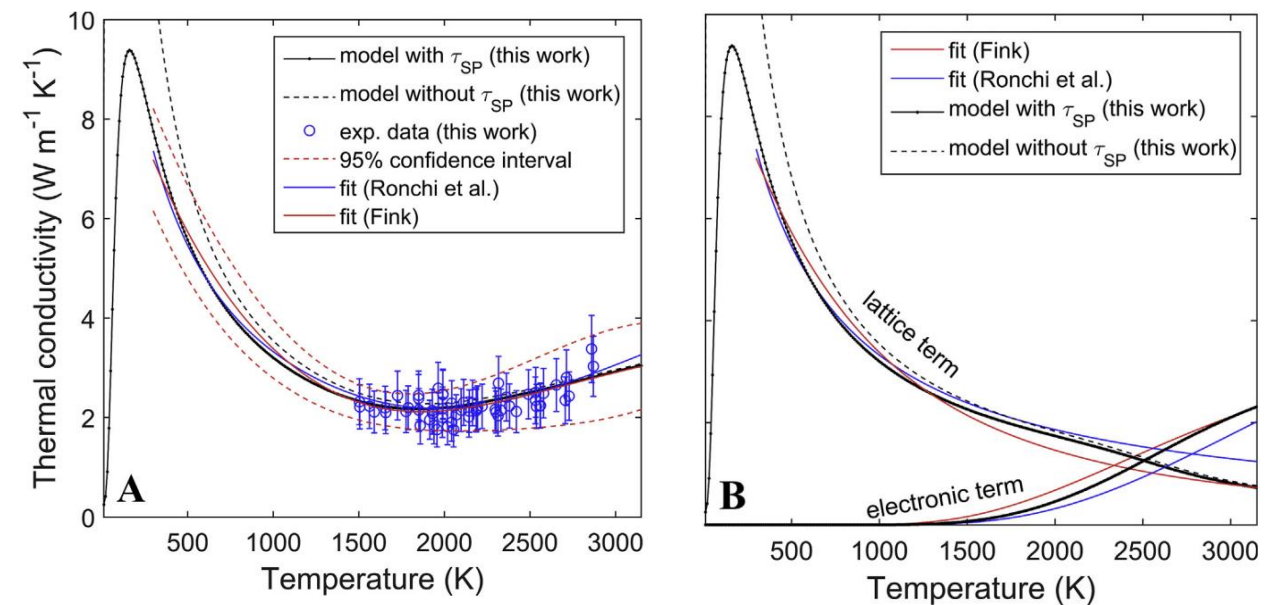 Thermal conductivity (W m⁻¹ K⁻¹)
10
8
6
4
2
0
model with τSP (this work)
model without τSP (this work)
exp. data (this work)
95% confidence interval
fit (Ronchi et al.)
fit (Fink)
A
500 1000 1500 2000 2500 3000
Temperature (K)
fit (Fink)
fit (Ronchi et al.)
model with τSP (this work)
model without τSP (this work)
lattice term
electronic term
B
500 1000 1500 2000 2500 3000
Temperature (K)